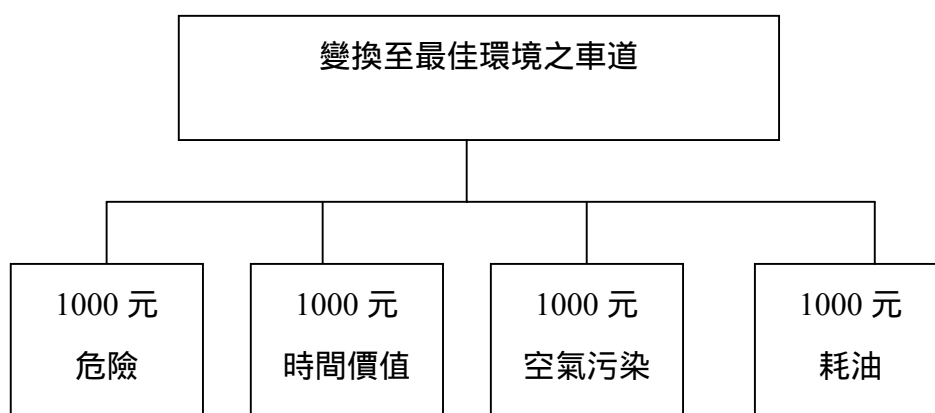 變換至最佳環境之車道
1000 元
危險
1000 元
時間價值
1000 元
空氣污染
1000 元
耗油